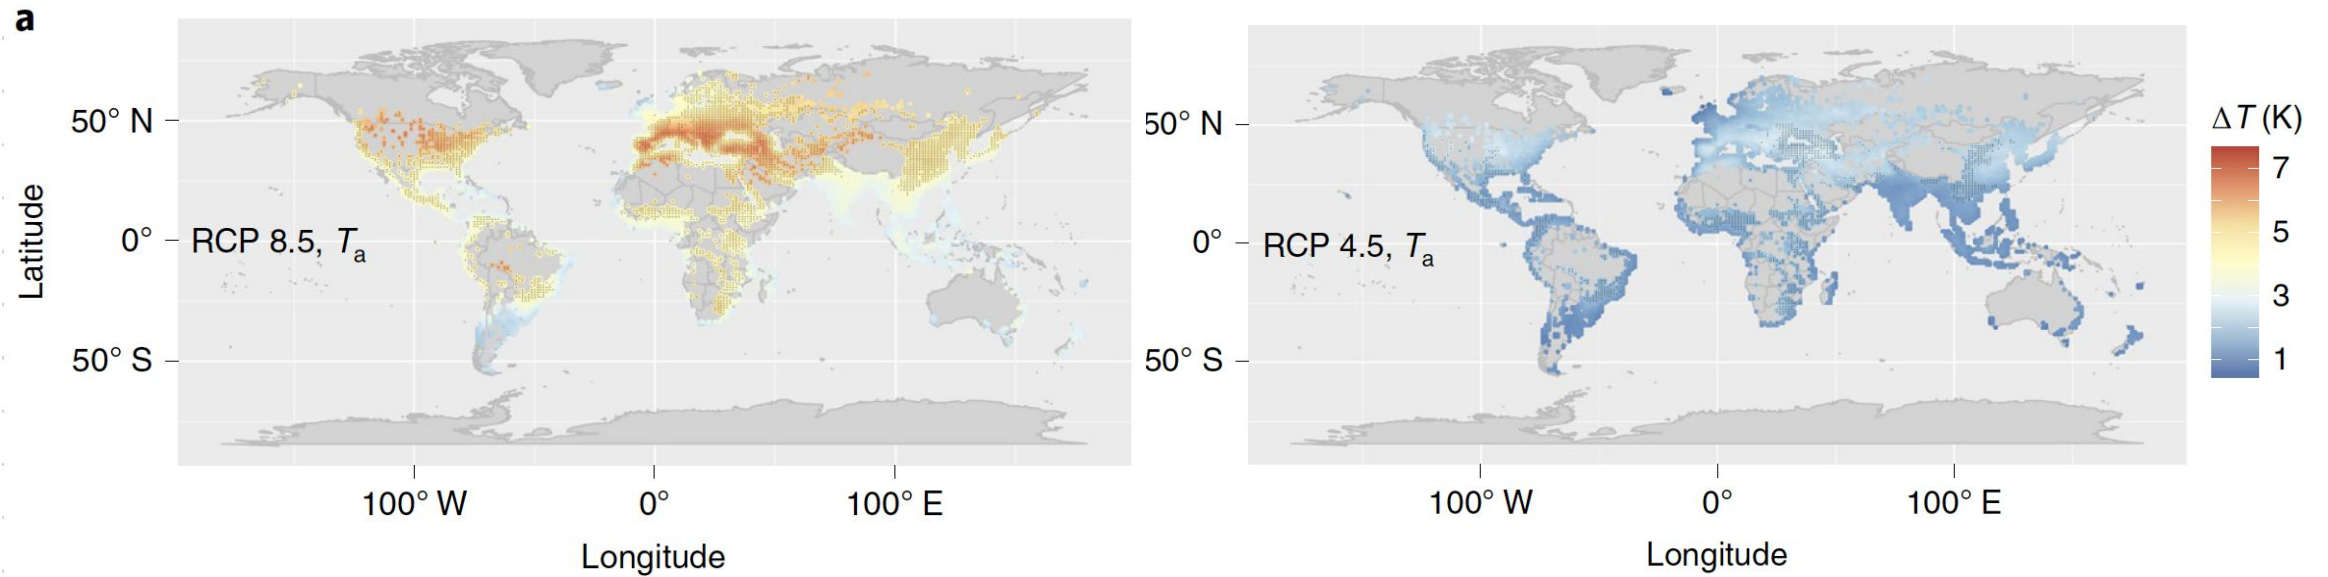 a
Latitude
50° N
0°
50° S
RCP 8.5, Ta
100° W
0°
100° E
Longitude
50° N
0°
50° S
RCP 4.5, Ta
100° W
0°
100° E
Longitude
ΔT (K)
7
5
3
1